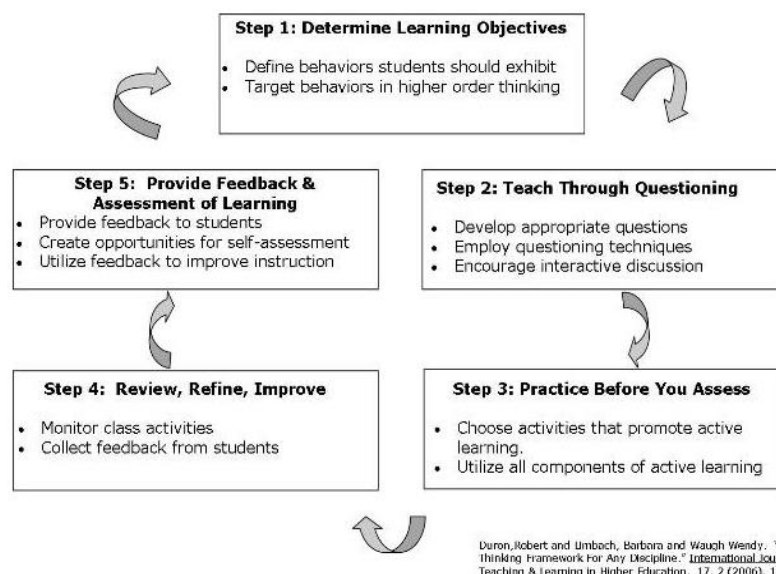 Step 1: Determine Learning Objectives
• Define behaviors students should exhibit
• Target behaviors in higher order thinking
Step 2: Teach Through Questioning
• Develop appropriate questions
• Employ questioning techniques
• Encourage interactive discussion
Step 3: Practice Before You Assess
• Choose activities that promote active
learning.
• Utilize all components of active learning
Step 4: Review, Refine, Improve
• Monitor class activities
• Collect feedback from students
Step 5: Provide Feedback &
Assessment of Learning
• Provide feedback to students
• Create opportunities for self-assessment
• Utilize feedback to improve instruction
Duron,Robert and Limbach, Barbara and Waugh Wendy.
Thinking Framework For Any Discipline." International Jou
Teaching & Learning in Higher Education, 17. 2 (2006). 1